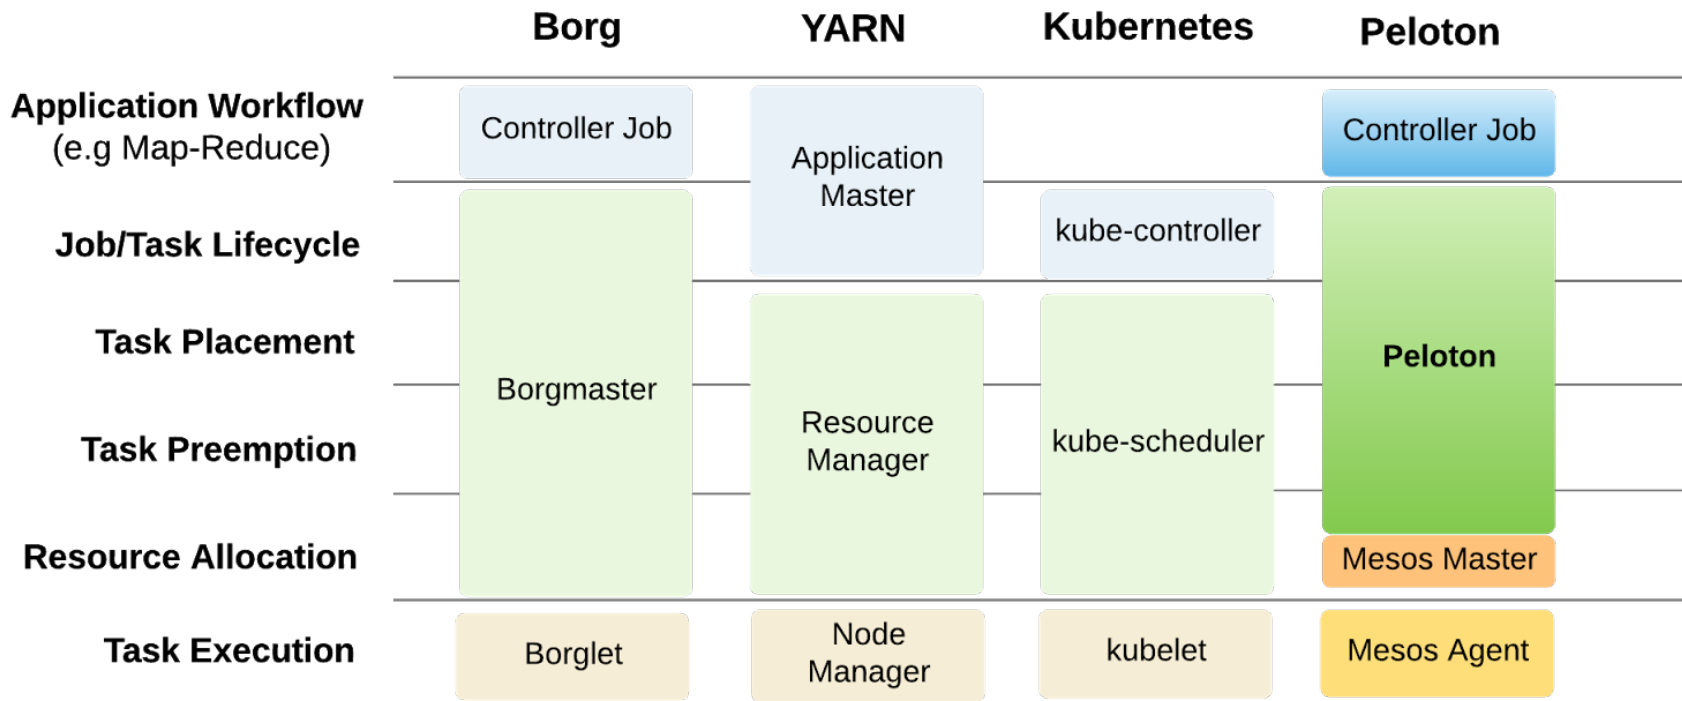 Borg YARN Kubernetes Peloton
Application Workflow
(e.g Map-Reduce)
Controller Job
Application
Master
Controller Job
Job/Task Lifecycle
kube-controller
Task Placement
Borgmaster
Peloton
Task Preemption
Resource
Manager
kube-scheduler
Resource Allocation
Mesos Master
Task Execution
Borglet
Node
Manager
kubelet
Mesos Agent